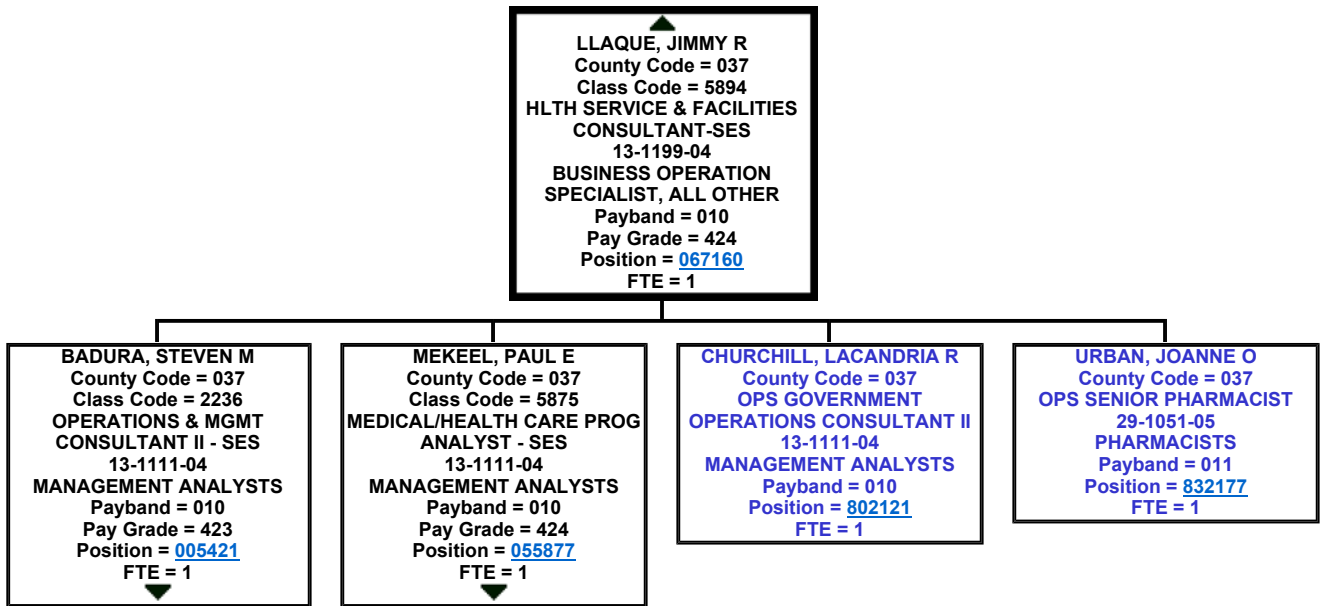 LLAQUE, JIMMY R
County Code = 037
Class Code = 5894
HLTH SERVICE & FACILITIES
CONSULTANT-SES
13-1199-04
BUSINESS OPERATION
SPECIALIST, ALL OTHER
Payband = 010
Pay Grade = 424
Position = 067160
FTE = 1
BADURA, STEVEN M
County Code = 037
Class Code = 2236
OPERATIONS & MGMT
CONSULTANT II - SES
13-1111-04
MANAGEMENT ANALYSTS
Payband = 010
Pay Grade = 423
Position = 005421
FTE = 1
MEKEEL, PAUL E
County Code = 037
Class Code = 5875
MEDICAL/HEALTH CARE PROG
ANALYST - SES
13-1111-04
MANAGEMENT ANALYSTS
Payband = 010
Pay Grade = 424
Position = 055877
FTE = 1
CHURCHILL, LACANDRIA R
County Code = 037
OPS GOVERNMENT
OPERATIONS CONSULTANT II
13-1111-04
MANAGEMENT ANALYSTS
Payband = 010
Position = 802121
FTE = 1
URBAN, JOANNE O
County Code = 037
OPS SENIOR PHARMACIST
29-1051-05
PHARMACISTS
Payband = 011
Position = 832177
FTE = 1